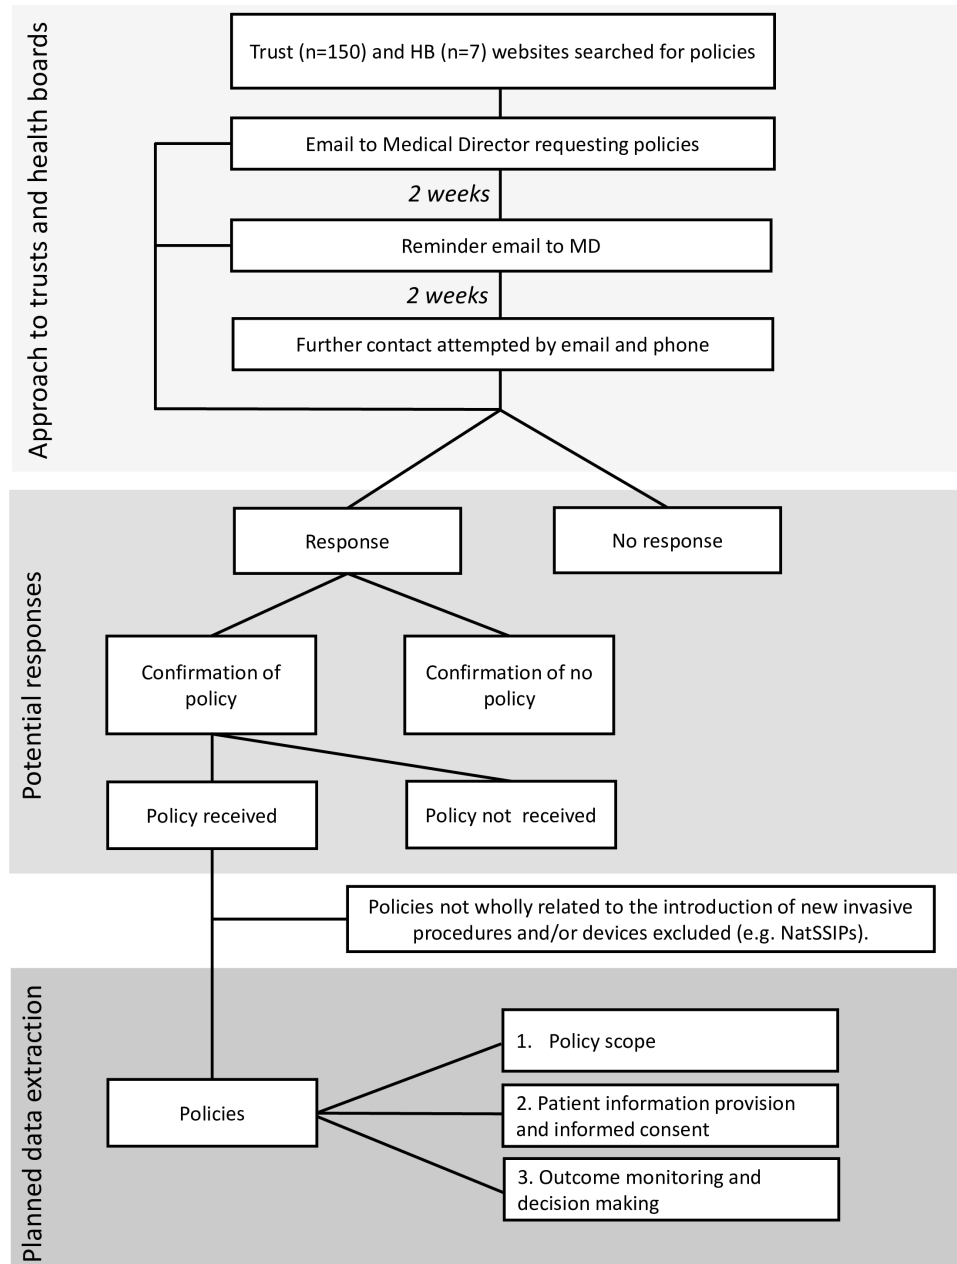 Approach to trusts and health boards
Trust (n=150) and HB (n=7) websites searched for policies
Email to Medical Director requesting policies
2 weeks
Reminder email to MD
2 weeks
Further contact attempted by email and phone
Potential responses
Response
No response
Confirmation of
policy
Confirmation of no
policy
Policy received
Policy not  received
Policies not wholly related to the introduction of new invasive
procedures and/or devices excluded (e.g. NatSSIPs).
Planned data extraction
Policies
1.   Policy scope
2. Patient information provision
and informed consent
3. Outcome monitoring and
decision making